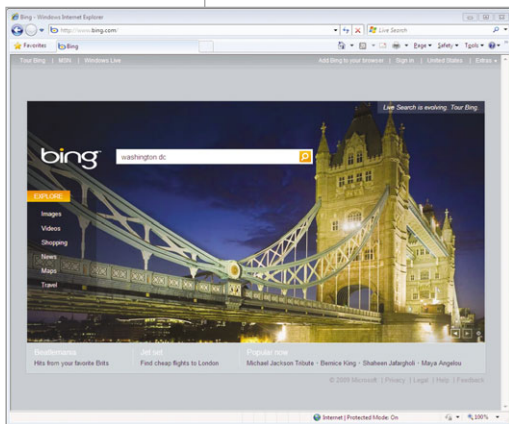 Bing - Windows Internet Explorer
http://www.bing.com/
Live Search
Favorites Bing
Page Safety Tools
Tour Bing | MSN | Windows Live
Add Bing to your browser | Sign in | United States | Extras
Live Search is evolving. Tour Bing
bing
washington dc
EXPLORE
Images
Videos
Shopping
News
Maps
Travel
Beatlemania Jet set Popular now
Hits from your favorite Brits Find cheap flights to London Michael Jackson Tribute · Bernice King · Shaheen Jafargholi · Maya Angelou
© 2009 Microsoft | Privacy | Legal | Help | Feedback
Internet | Protected Mode: On 100%